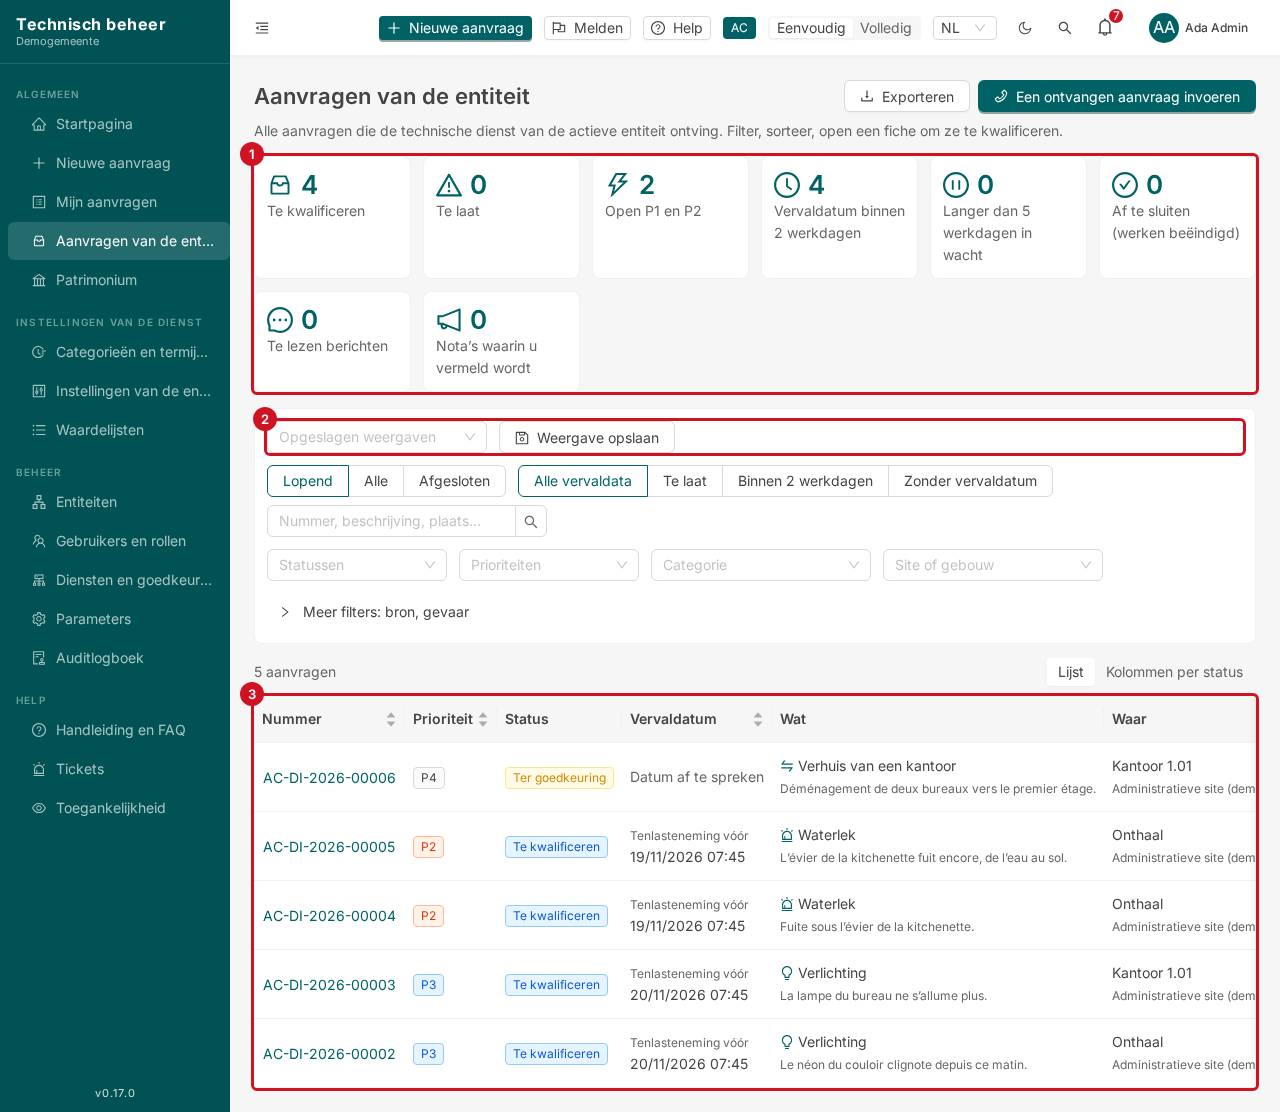 Technisch beheer
Demogemeente
ALGEMEEN
Startpagina
Nieuwe aanvraag
Mijn aanvragen
Aanvragen van de ent...
Patrimonium
INSTELLINGEN VAN DE DIENST
Categorieën en termij...
Instellingen van de en...
Waardelijsten
BEHEER
Entiteiten
Gebruikers en rollen
Diensten en goedkeur...
Parameters
Auditlogboek
HELP
Handleiding en FAQ
Tickets
Toegankelijkheid
v0.17.0
Nieuwe aanvraag Melden Help AC Eenvoudig Volledig NL 7 AA Ada Admin
Aanvragen van de entiteit
Exporteren Een ontvangen aanvraag invoeren
Alle aanvragen die de technische dienst van de actieve entiteit ontving. Filter, sorteer, open een fiche om ze te kwalificeren.
1
4 Te kwalificeren
0 Te laat
2 Open P1 en P2
4 Vervaldatum binnen
2 werkdagen
0 Langer dan 5
werkdagen in
wacht
0 Af te sluiten
(werken beëindigd)
0 Te lezen berichten
0 Nota's waarin u
vermeld wordt
2
Opgeslagen weergaven Weergave opslaan
Lopend Alle Afgesloten Alle vervaldata Te laat Binnen 2 werkdagen Zonder vervaldatum
Nummer, beschrijving, plaats...
Statussen Prioriteiten Categorie Site of gebouw
Meer filters: bron, gevaar
5 aanvragen Lijst Kolommen per status
3
Nummer Prioriteit Status Vervaldatum Wat Waar
AC-DI-2026-00006 P4 Ter goedkeuring Datum af te spreken Verhuis van een kantoor Kantoor 1.01
Déménagement de deux bureaux vers le premier étage. Administratieve site (dem
AC-DI-2026-00005 P2 Te kwalificeren Tenlasteneming vóór Waterlek Onthaal
19/11/2026 07:45 L'évier de la kitchenette fuit encore, de l'eau au sol. Administratieve site (dem
AC-DI-2026-00004 P2 Te kwalificeren Tenlasteneming vóór Waterlek Onthaal
19/11/2026 07:45 Fuite sous l'évier de la kitchenette. Administratieve site (dem
AC-DI-2026-00003 P3 Te kwalificeren Tenlasteneming vóór Verlichting Kantoor 1.01
20/11/2026 07:45 La lampe du bureau ne s'allume plus. Administratieve site (dem
AC-DI-2026-00002 P3 Te kwalificeren Tenlasteneming vóór Verlichting Onthaal
20/11/2026 07:45 Le néon du couloir clignote depuis ce matin. Administratieve site (dem